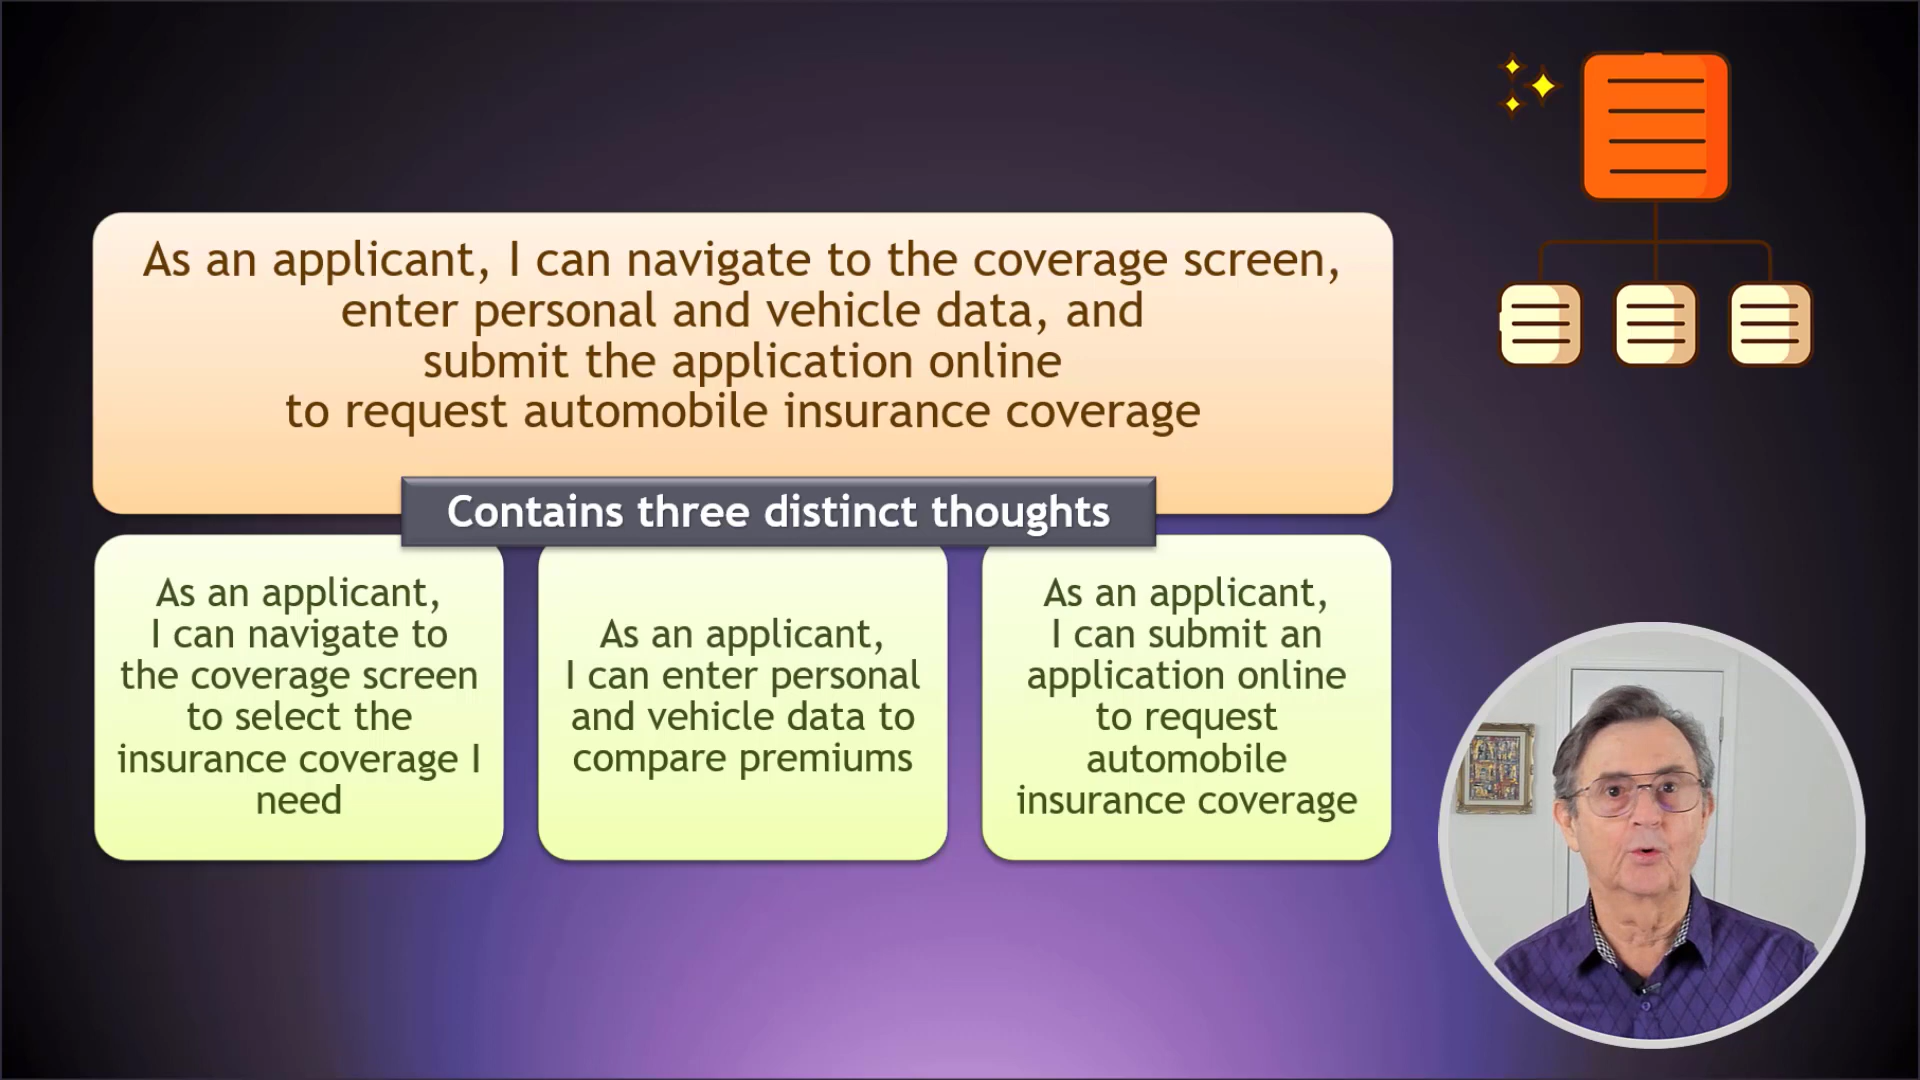 As an applicant, I can navigate to the coverage screen,
enter personal and vehicle data, and
submit the application online
to request automobile insurance coverage
Contains three distinct thoughts
As an applicant,
I can navigate to
the coverage screen
to select the
insurance coverage I
need
As an applicant,
I can enter personal
and vehicle data to
compare premiums
As an applicant,
I can submit an
application online
to request
automobile
insurance coverage